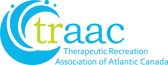 traac
Therapeutic Recreation
Association of Atlantic Canada